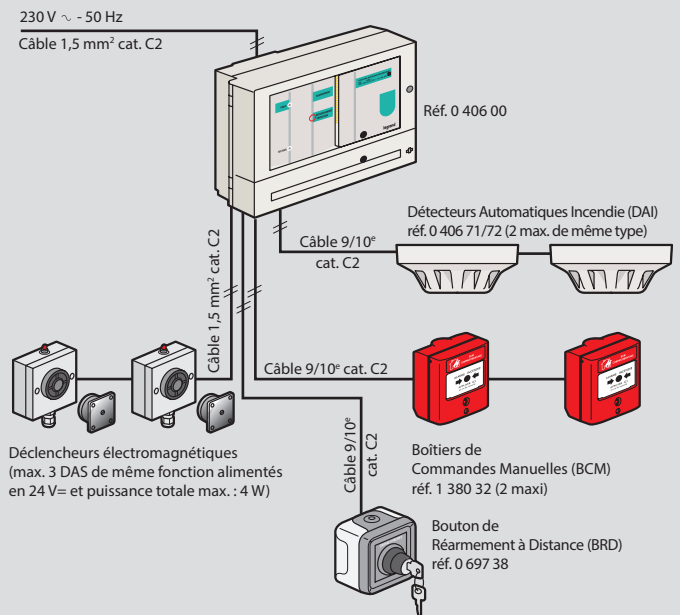 230 V ~ - 50 Hz
Câble 1,5 mm² cat. C2
Réf. 0 406 00
legrand
Détecteurs Automatiques Incendie (DAI)
réf. 0 406 71/72 (2 max. de même type)
Câble 9/10e
cat. C2
Câble 1,5 mm² cat. C2
Câble 9/10e cat. C2
Déclencheurs électromagnétiques
(max. 3 DAS de même fonction alimentés
en 24 V= et puissance totale max. : 4 W)
Câble 9/10e
cat. C2
Boîtiers de
Commandes Manuelles (BCM)
réf. 1 380 32 (2 maxi)
Bouton de
Réarmement à Distance (BRD)
réf. 0 697 38